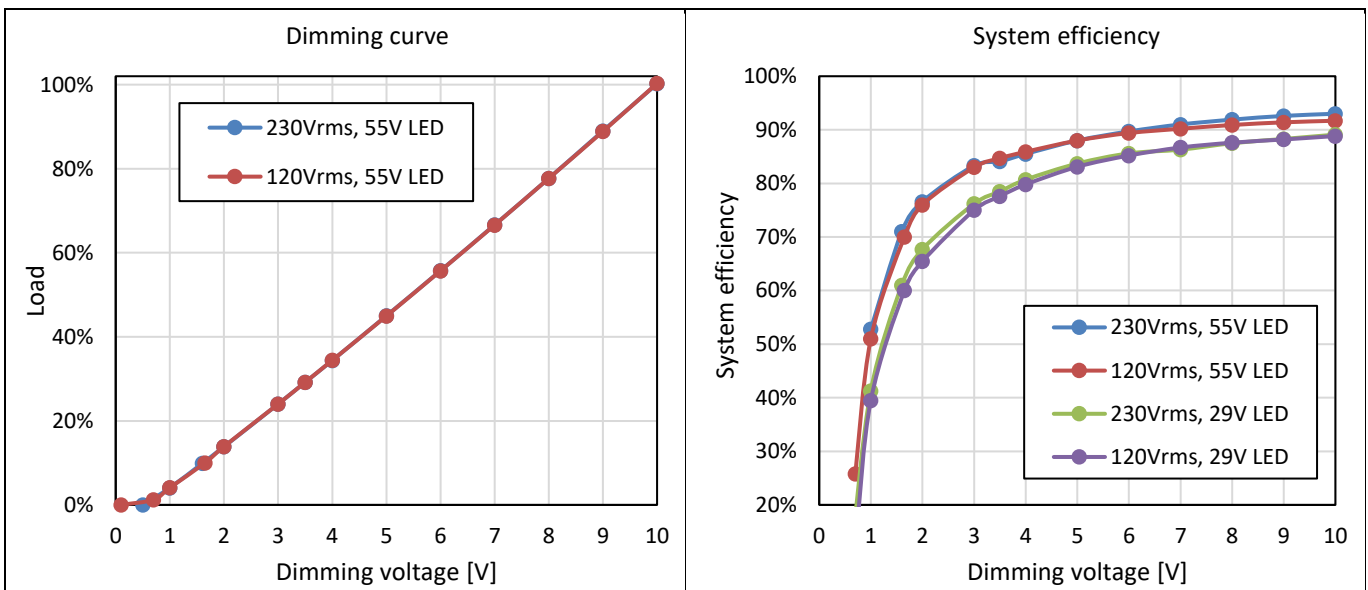 Dimming curve
100%
80%
60%
40%
20%
0%
Load
230Vrms, 55V LED
120Vrms, 55V LED
0 1 2 3 4 5 6 7 8 9 10
Dimming voltage [V]
System efficiency
100%
90%
80%
70%
60%
50%
40%
30%
20%
System efficiency
230Vrms, 55V LED
120Vrms, 55V LED
230Vrms, 29V LED
120Vrms, 29V LED
0 1 2 3 4 5 6 7 8 9 10
Dimming voltage [V]